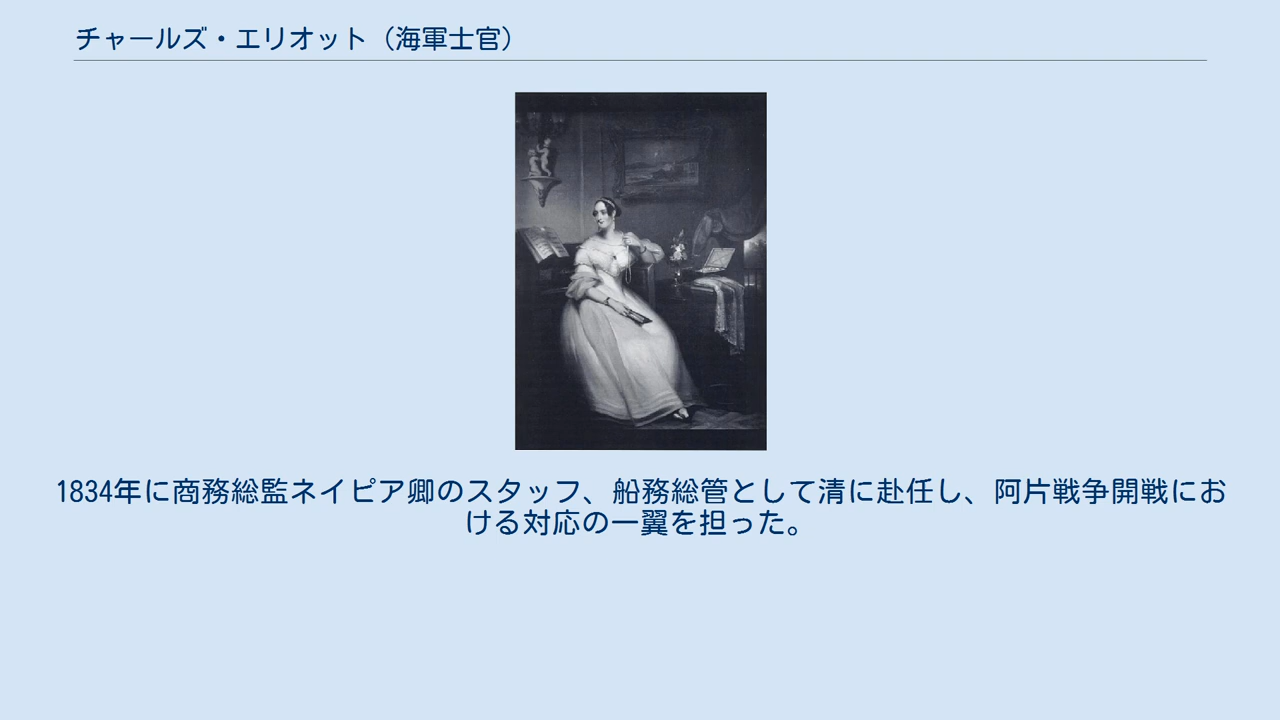 チャールズ・エリオット（海軍士官）
1834年に商務総監ネイピア卿のスタッフ、船務総管として清に赴任し、阿片戦争開戦にお
ける対応の一翼を担った。